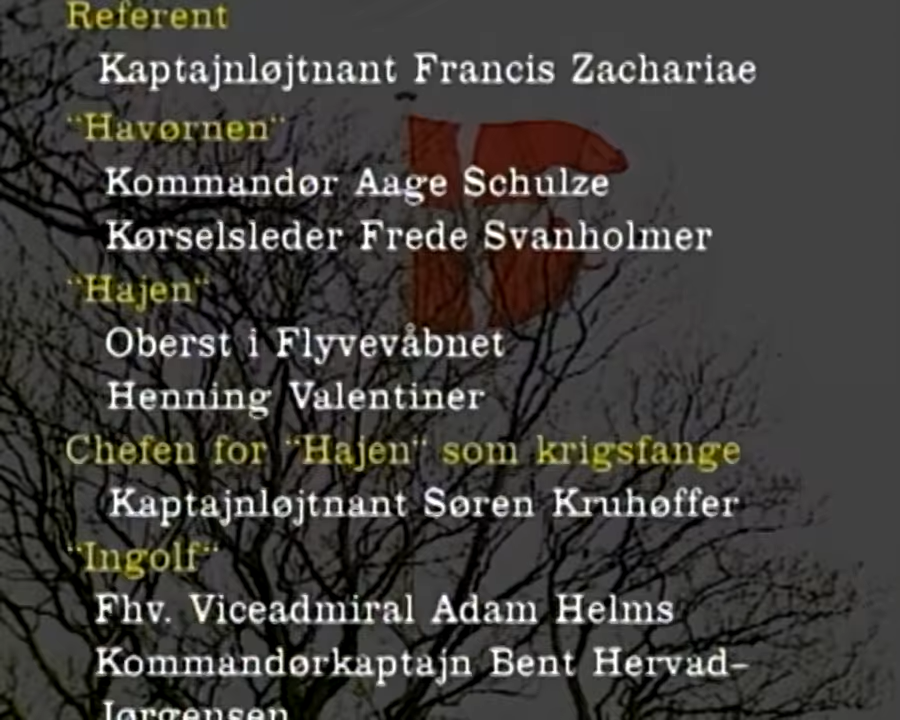 Referent
Kaptajnløjtnant Francis Zachariae
"Havørnen"
Kommandør Aage Schulze
Kørselsleder Frede Svanholmer
"Hajen"
Oberst i Flyvevåbnet
Henning Valentiner
Chefen for "Hajen" som krigsfange
Kaptajnløjtnant Søren Kruhøffer
"Ingolf"
Fhv. Viceadmiral Adam Helms
Kommandørkaptajn Bent Hervad-
Jørgensen